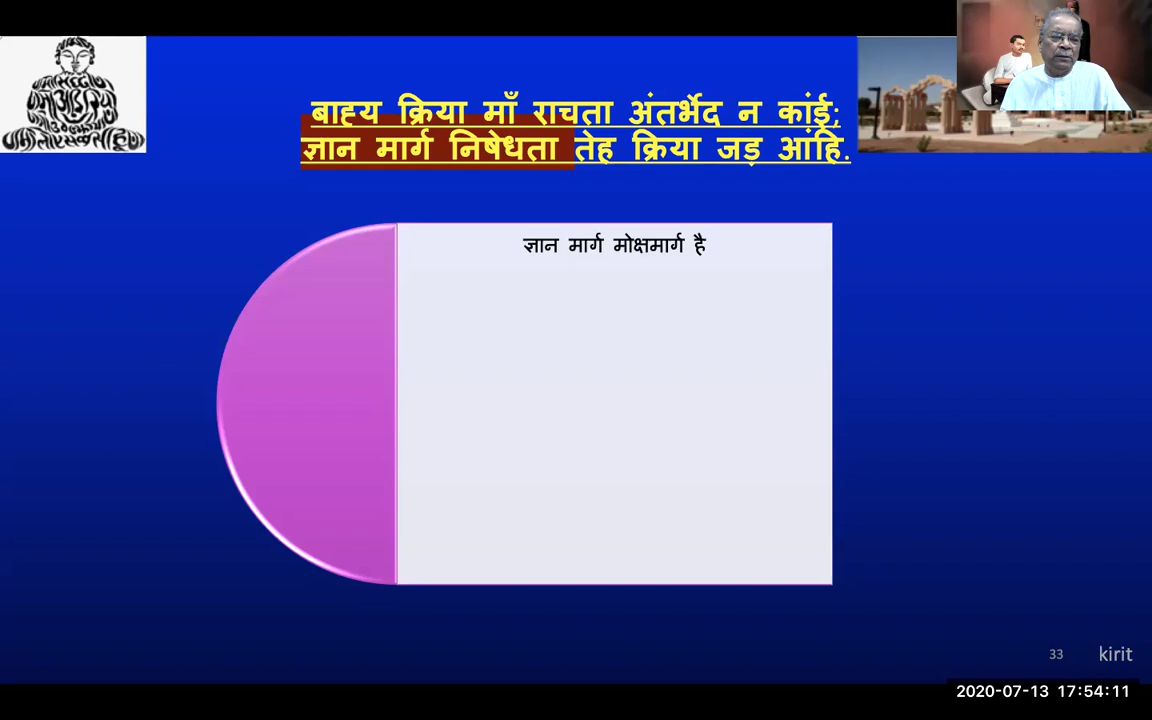 बाह्य क्रिया माँ राचता अंतर्भेद न कांई;
ज्ञान मार्ग निषेधता तेह क्रिया जड़ आंहि.
ज्ञान मार्ग मोक्षमार्ग है
33
kirit
2020-07-13 17:54:11